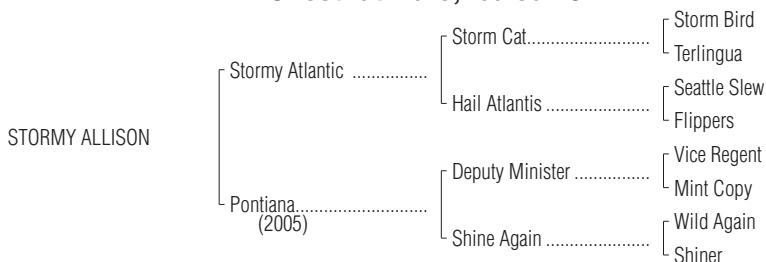 Storm Bird
Storm Cat..............................
Terlingua
Stormy Atlantic ..................
Seattle Slew
Hail Atlantis .........................
Flippers
STORMY ALLISON
Vice Regent
Deputy Minister ..................
Mint Copy
Pontiana................................
(2005)
Wild Again
Shine Again .........................
Shiner